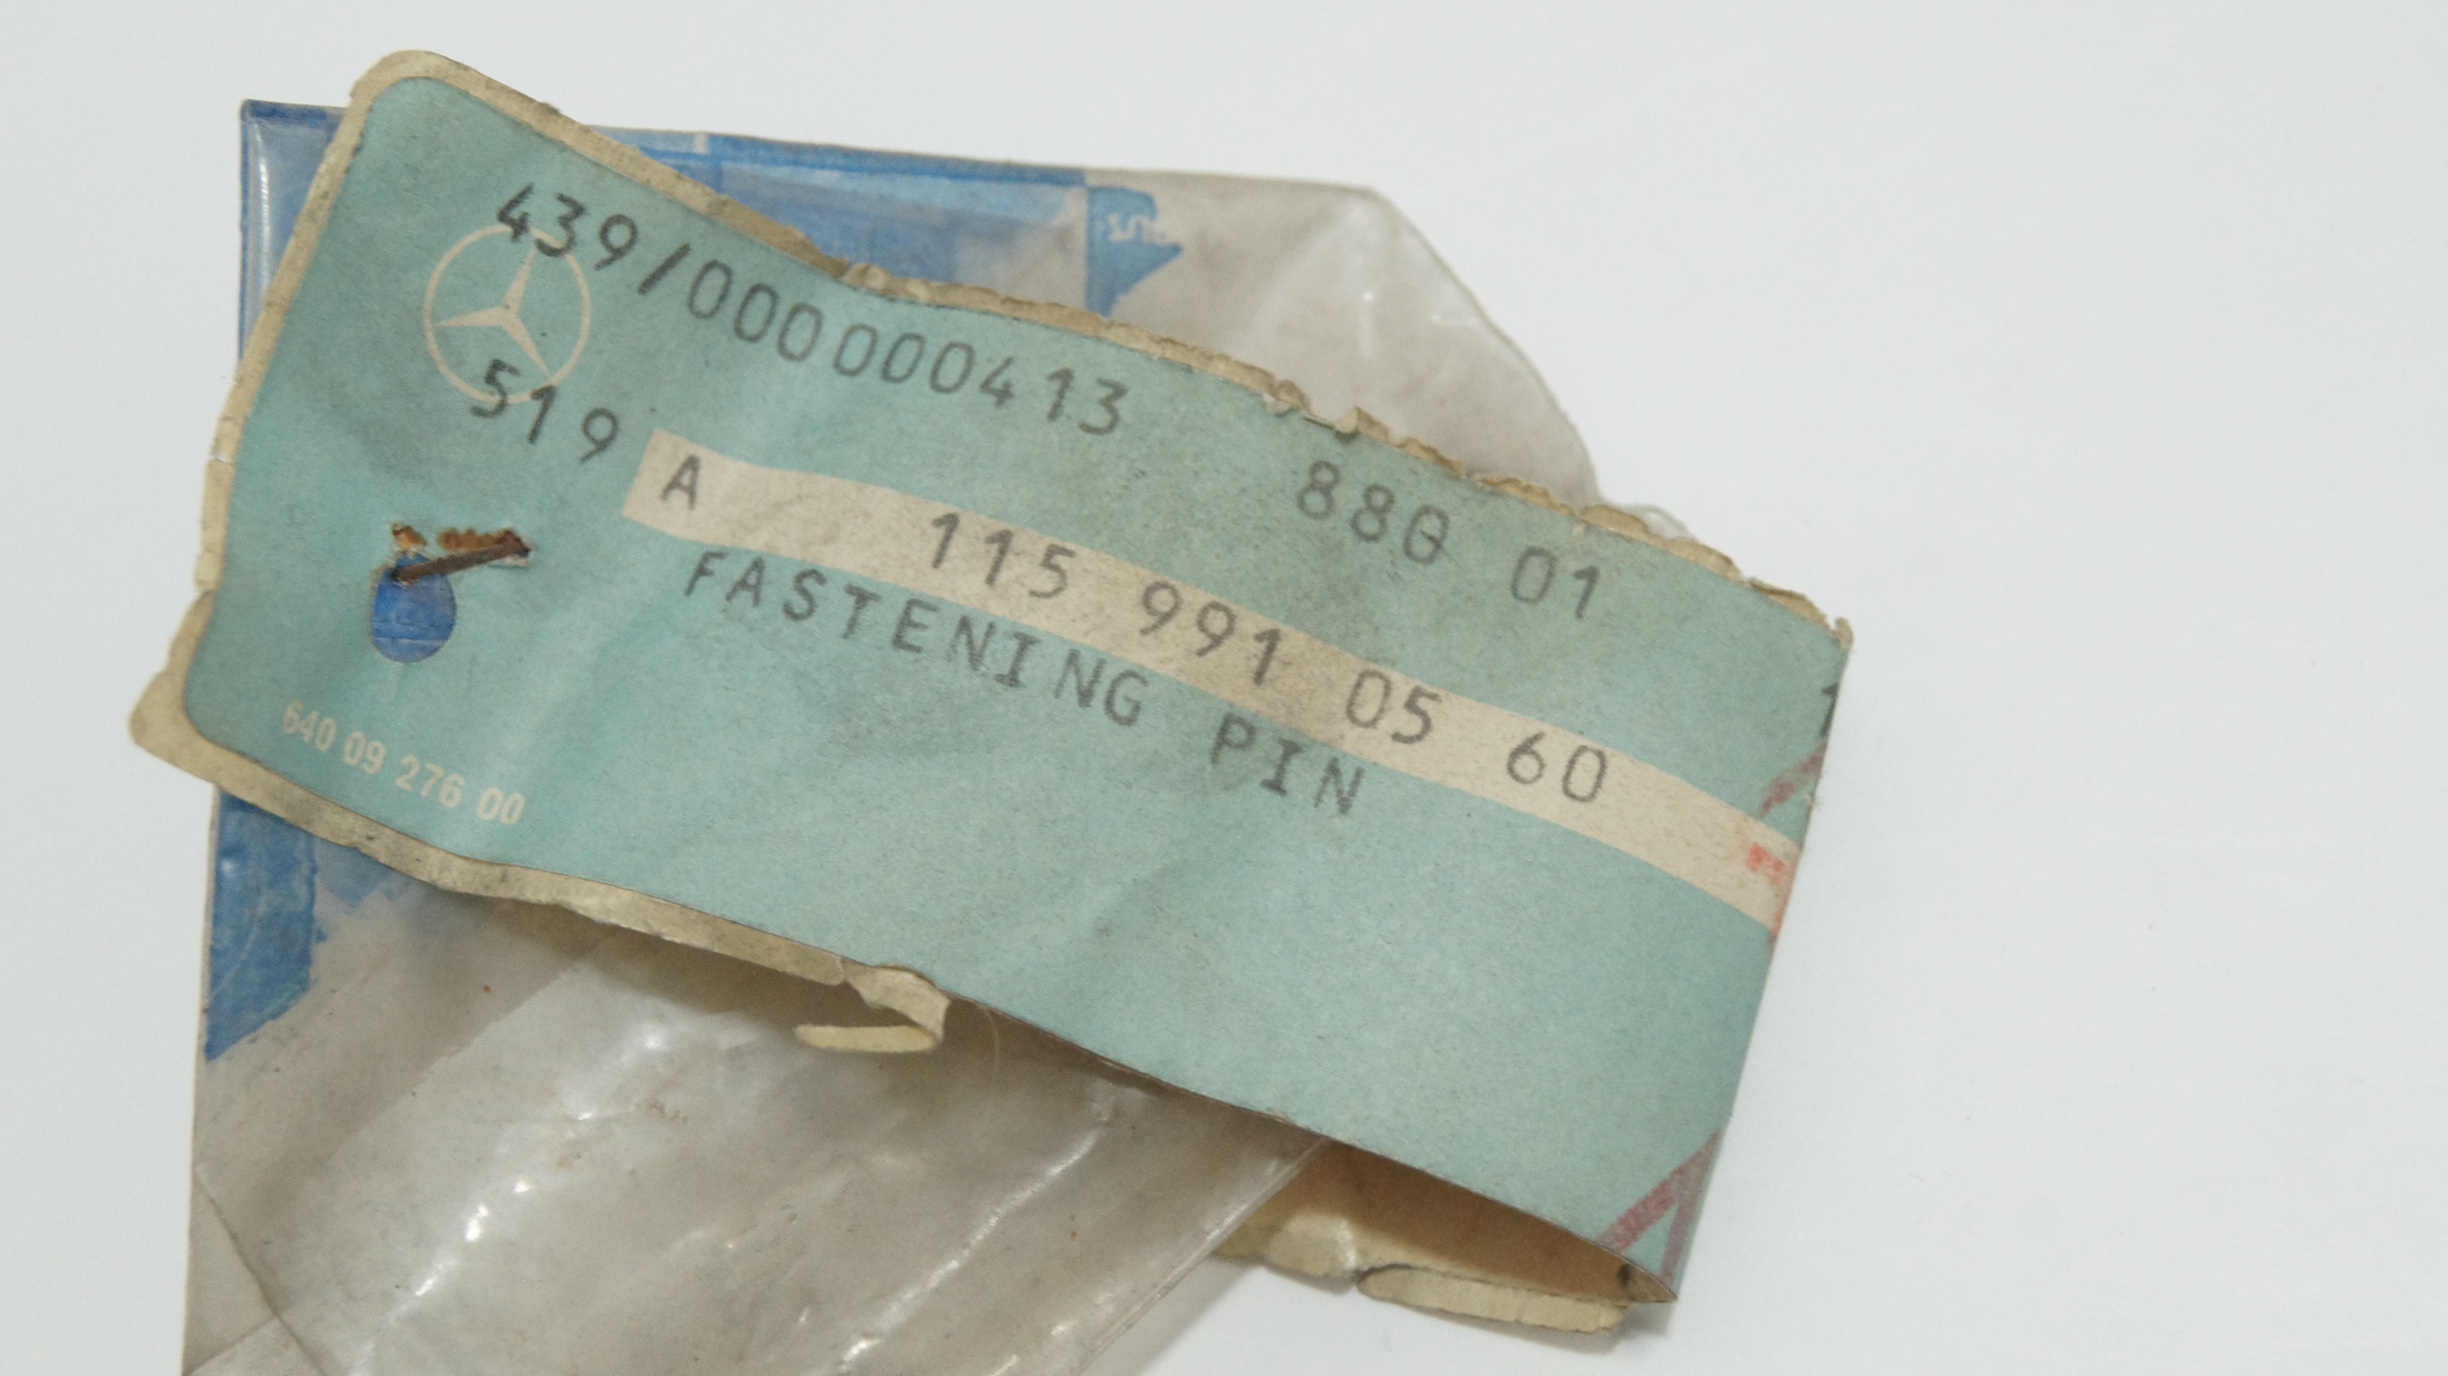 439/000000413 880 01
519 A 115 991 05 60
FASTENING PIN
640 09 276 00